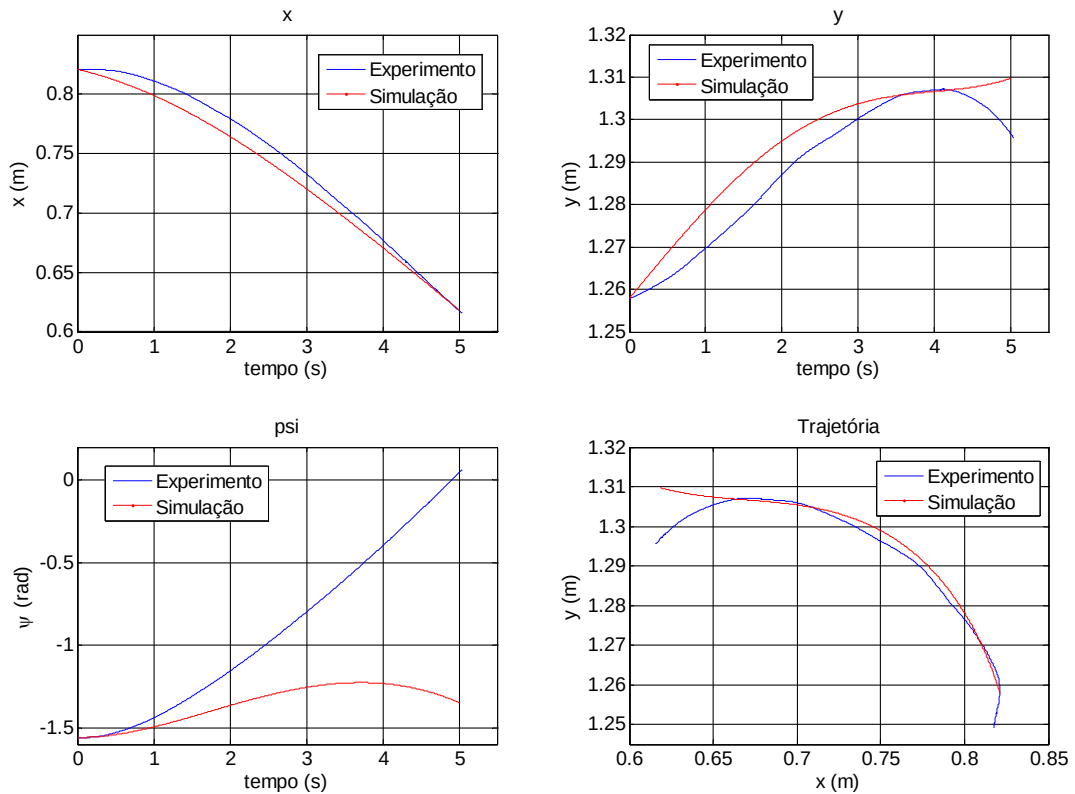 x
Experimento
Simulação
0.8
0.75
0.7
0.65
0.6
x (m)
0 1 2 3 4 5
tempo (s)
y
Experimento
Simulação
1.32
1.31
1.3
1.29
1.28
1.27
1.26
1.25
y (m)
0 1 2 3 4 5
tempo (s)
psi
Experimento
Simulação
0
-0.5
-1
-1.5
ψ (rad)
0 1 2 3 4 5
tempo (s)
Trajetória
Experimento
Simulação
1.32
1.31
1.3
1.29
1.28
1.27
1.26
1.25
y (m)
0.6 0.65 0.7 0.75 0.8 0.85
x (m)